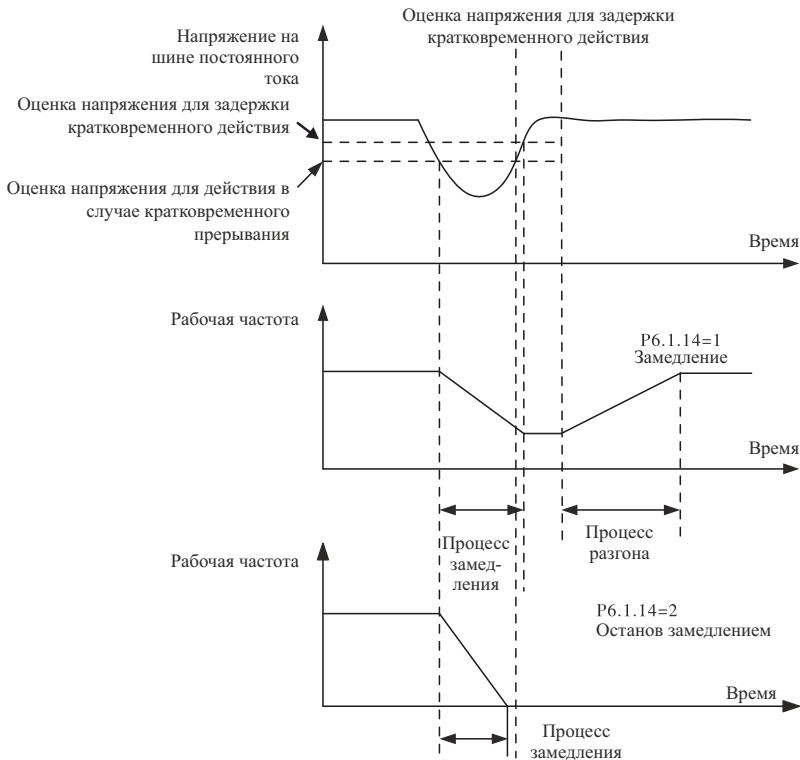 Оценка напряжения для задержки
кратковременного действия
Напряжение на
шине постоянного
тока
Оценка напряжения для задержки
кратковременного действия
Оценка напряжения для действия в
случае кратковременного
прерывания
Время
Рабочая частота
P6.1.14=1
Замедление
Время
Процесс
замед-
ления
Процесс
разгона
Рабочая частота
P6.1.14=2
Останов замедлением
Время
Процесс
замедления